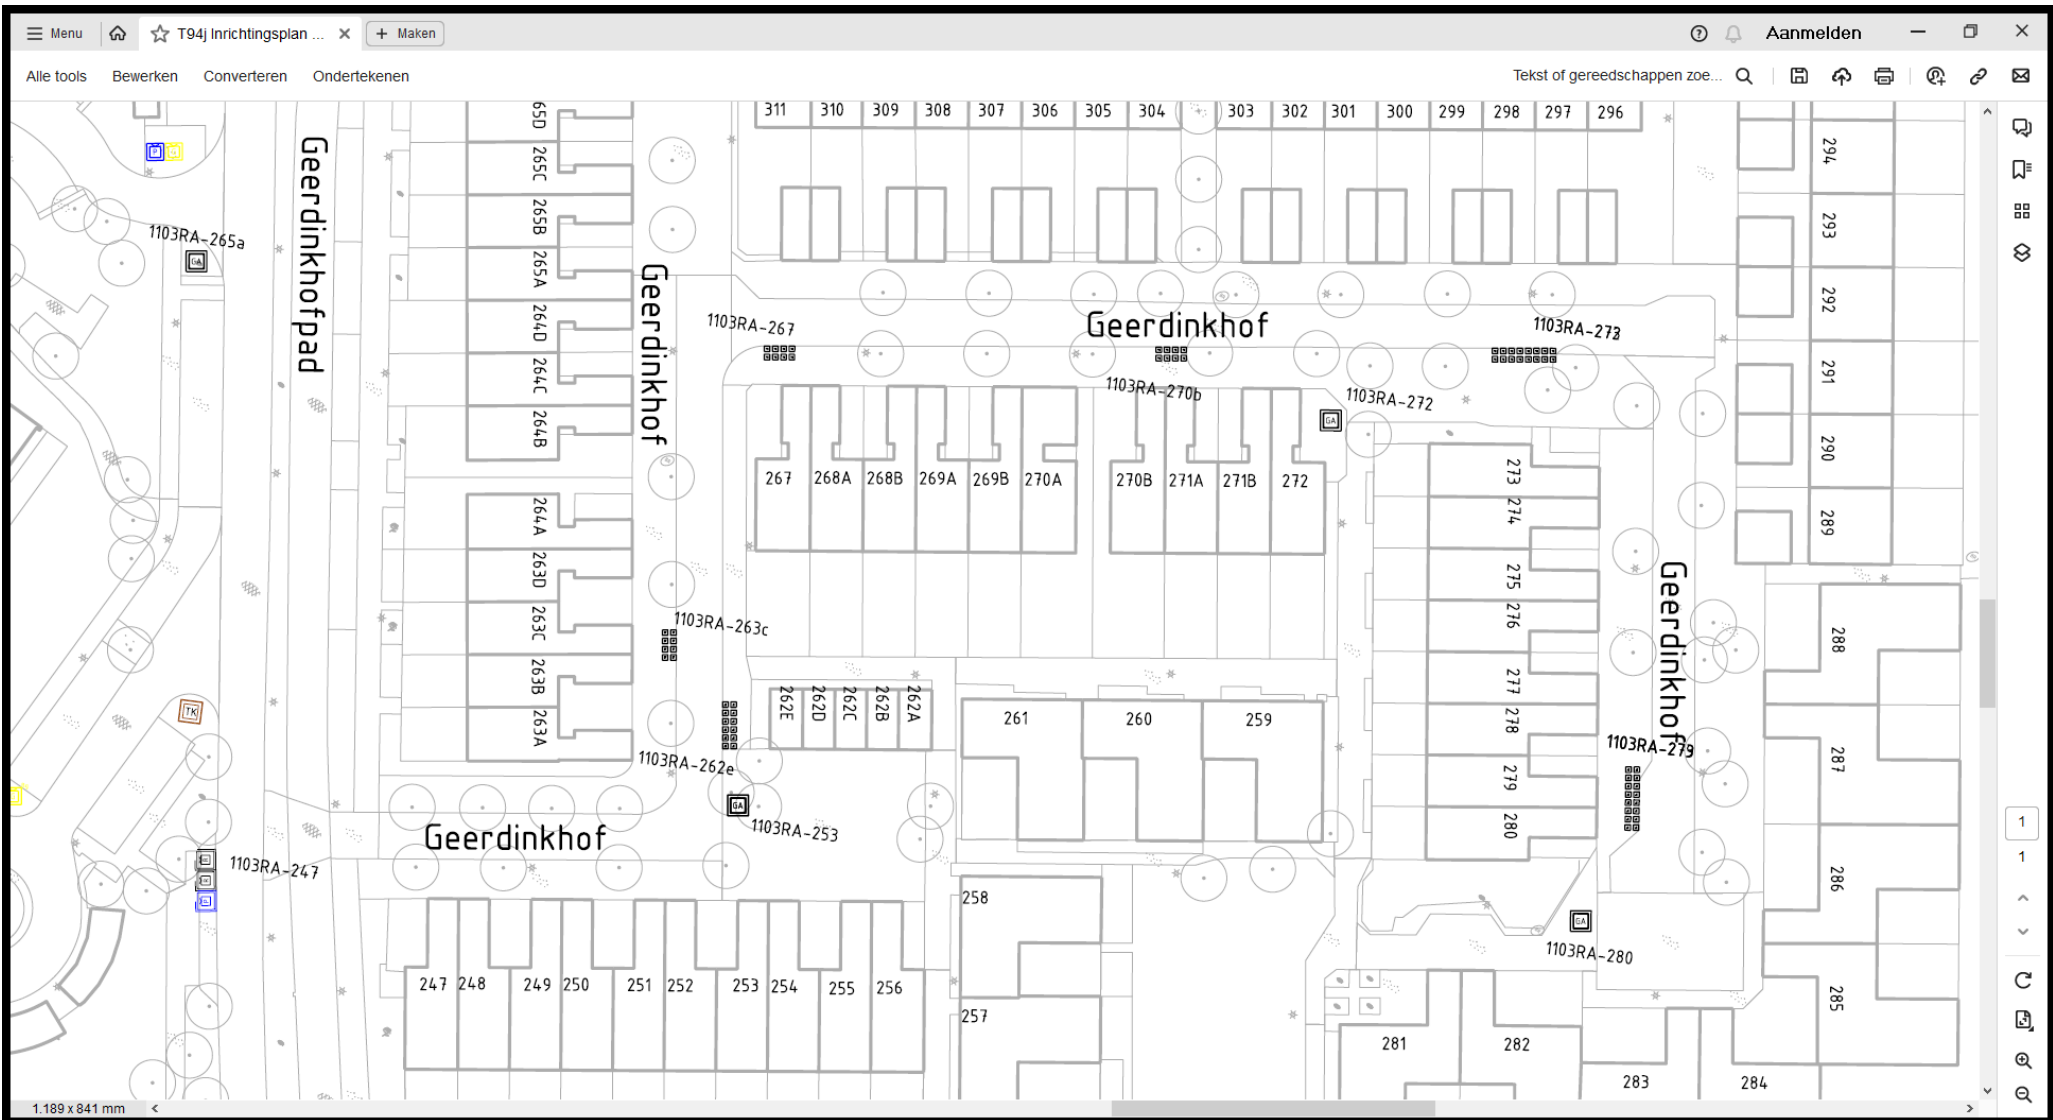 Menu
T94j Inrichtingsplan ...
Maken
Aanmelden
Alle tools
Bewerken
Converteren
Ondertekenen
Tekst of gereedschappen zoe...
311 310 309 308 307 306 305 304 303 302 301 300 299 298 297 296
65D
265C
265B
265A
264D
264C
264B
264A
263D
263C
263B
263A
Geerdinkhofpad
1103RA-265a
GA
Geerdinkhof
1103RA-267
Geerdinkhof
1103RA-273
1103RA-270b
1103RA-272
GA
294
293
292
291
290
289
267 268A 268B 269A 269B 270A 270B 271A 271B 272
273
274
275
276
277
278
279
280
Geerdinkhof
1103RA-263c
262E 262D 262C 262B 262A
261 260 259
288
287
286
285
TK
1103RA-262e
1103RA-279
GA
1103RA-253
Geerdinkhof
1103RA-247
258
257
GA
1103RA-280
247 248 249 250 251 252 253 254 255 256
281 282
283 284
1
1
1.189 x 841 mm